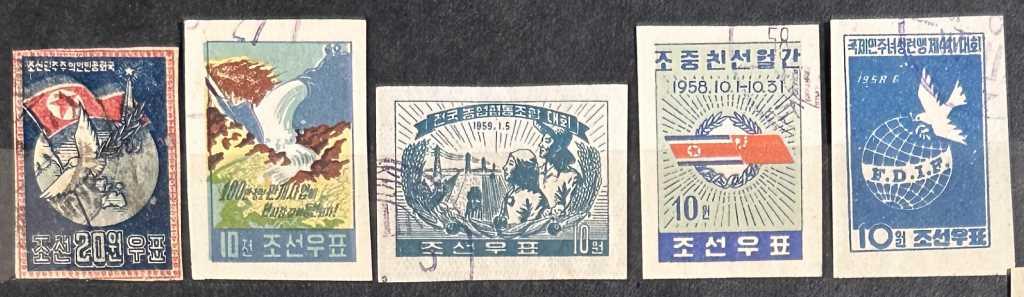 조선민주주의인민공화국
조선 20원 우표
10전 조선우표
전국농업협동조합 대회
1959.1.5
조선우표 10원
조중친선월간
1958.10.1-10.31
10원
조선우표
국제민주녀성련맹 제4차대회
1958 6
F.D.I.F
10원 조선우표